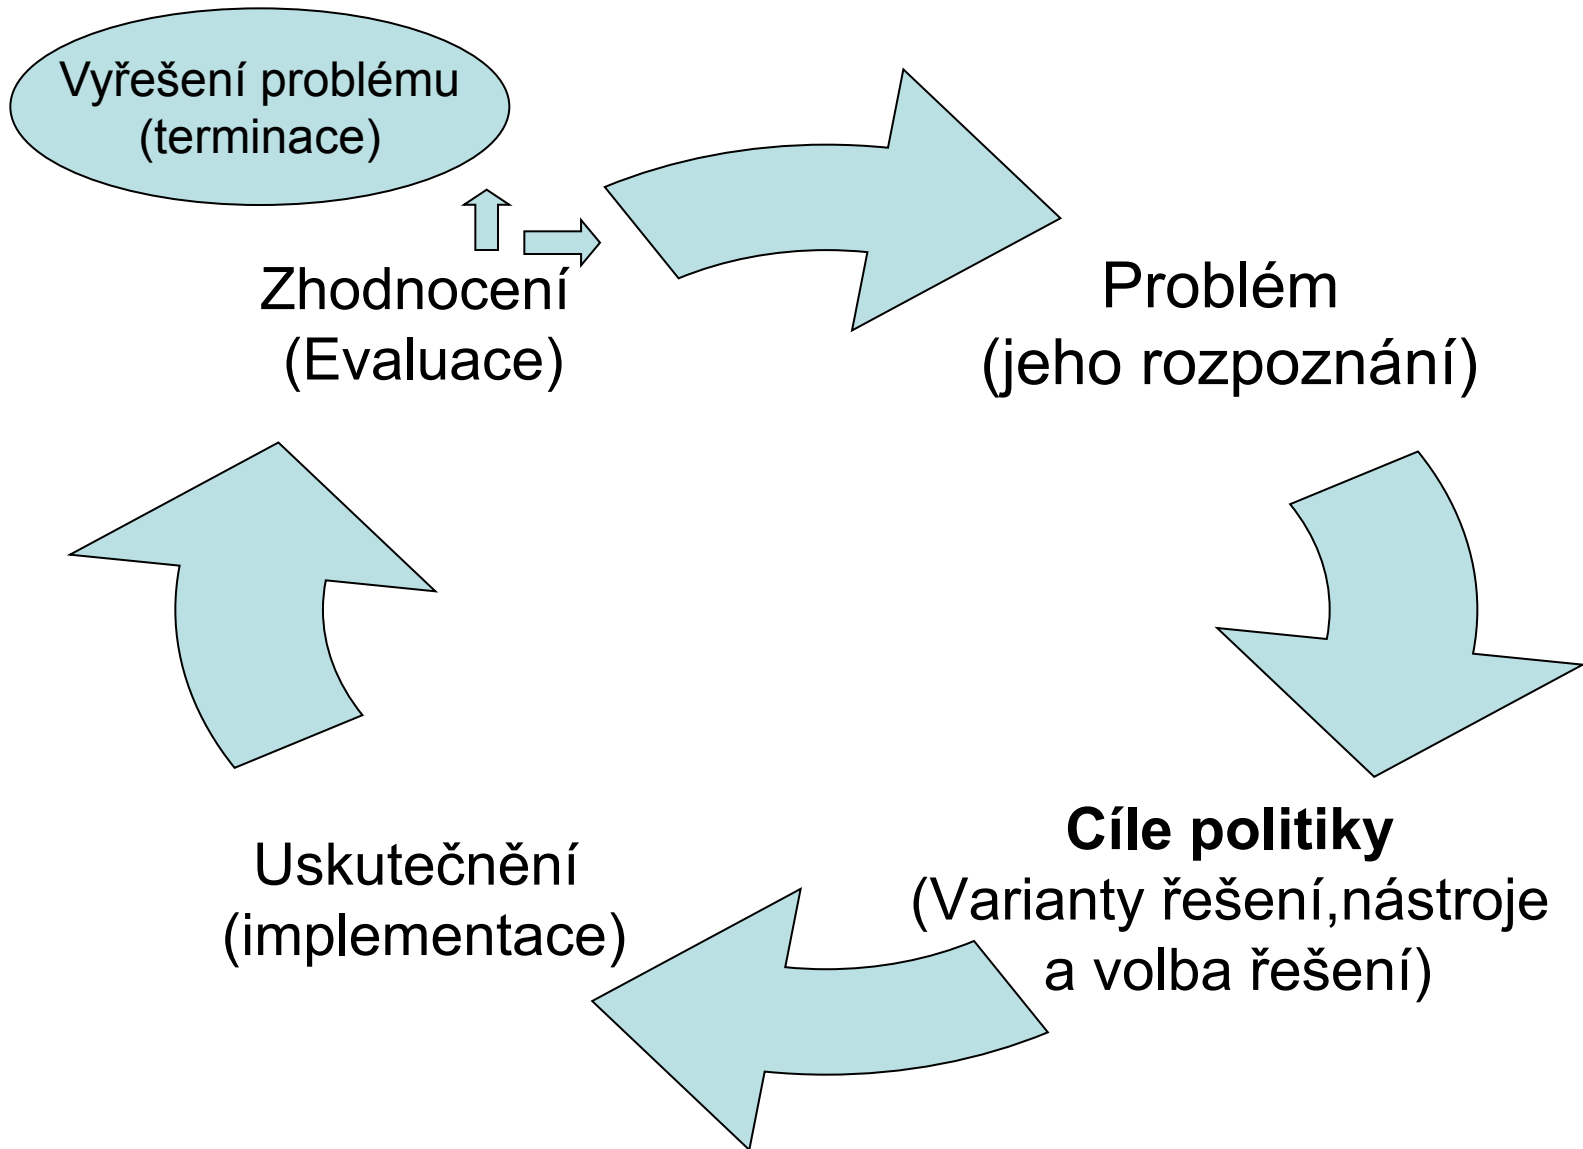 Vyřešení problému
(terminace)
Zhodnocení
(Evaluace)
Problém
(jeho rozpoznání)
Cíle politiky
(Varianty řešení,nástroje
a volba řešení)
Uskutečnění
(implementace)